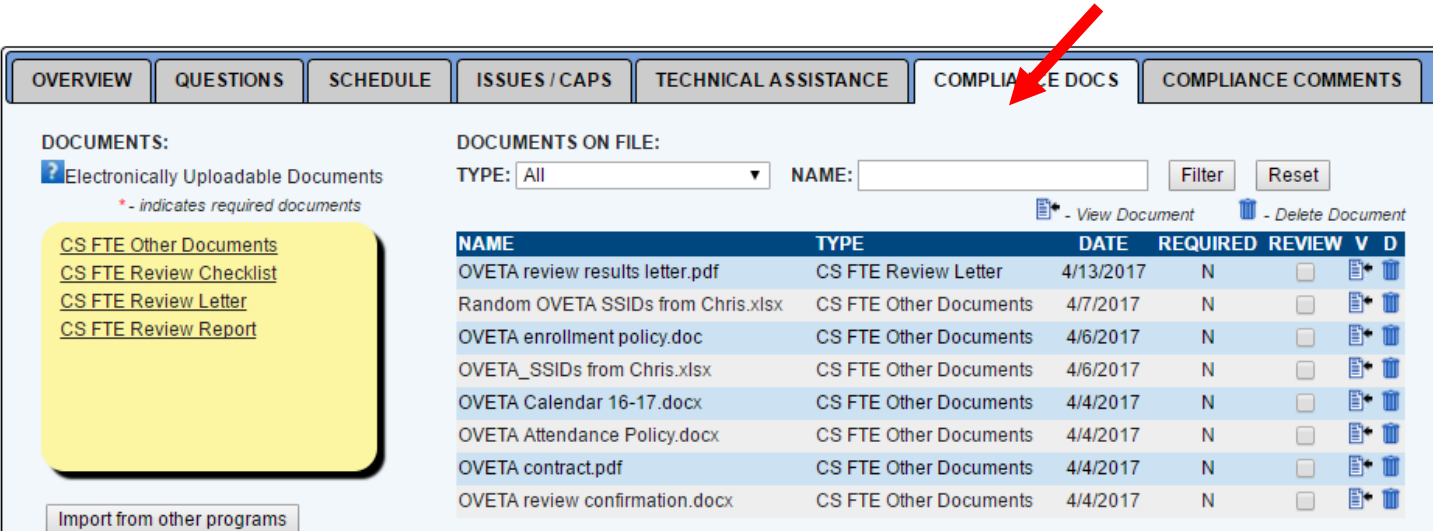 OVERVIEW QUESTIONS SCHEDULE ISSUES / CAPS TECHNICAL ASSISTANCE COMPLIANCE DOCS COMPLIANCE COMMENTS
DOCUMENTS:
? Electronically Uploadable Documents
* - indicates required documents
CS FTE Other Documents
CS FTE Review Checklist
CS FTE Review Letter
CS FTE Review Report
Import from other programs
DOCUMENTS ON FILE:
TYPE: All NAME: Filter Reset
- View Document - Delete Document
NAME TYPE DATE REQUIRED REVIEW V D
OVETA review results letter.pdf CS FTE Review Letter 4/13/2017 N
Random OVETA SSIDs from Chris.xlsx CS FTE Other Documents 4/7/2017 N
OVETA enrollment policy.doc CS FTE Other Documents 4/6/2017 N
OVETA_SSIDs from Chris.xlsx CS FTE Other Documents 4/6/2017 N
OVETA Calendar 16-17.docx CS FTE Other Documents 4/4/2017 N
OVETA Attendance Policy.docx CS FTE Other Documents 4/4/2017 N
OVETA contract.pdf CS FTE Other Documents 4/4/2017 N
OVETA review confirmation.docx CS FTE Other Documents 4/4/2017 N